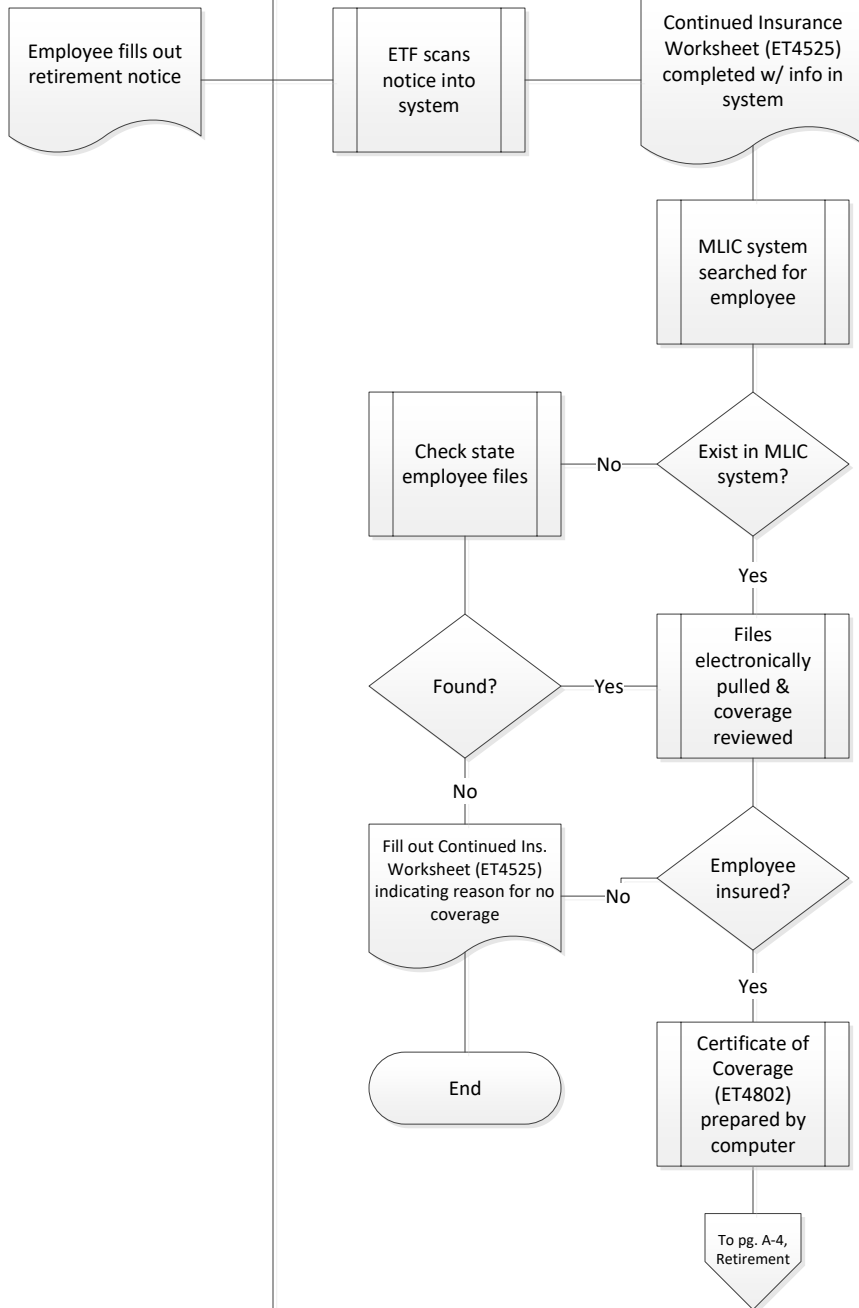 Employee fills out
retirement notice
ETF scans
notice into
system
Continued Insurance
Worksheet (ET4525)
completed w/ info in
system
MLIC system
searched for
employee
Exist in MLIC
system?
No
Check state
employee files
Yes
Found?
Yes
Files
electronically
pulled &
coverage
reviewed
No
Fill out Continued Ins.
Worksheet (ET4525)
indicating reason for no
coverage
No
Employee
insured?
Yes
End
Certificate of
Coverage
(ET4802)
prepared by
computer
To pg. A-4,
Retirement